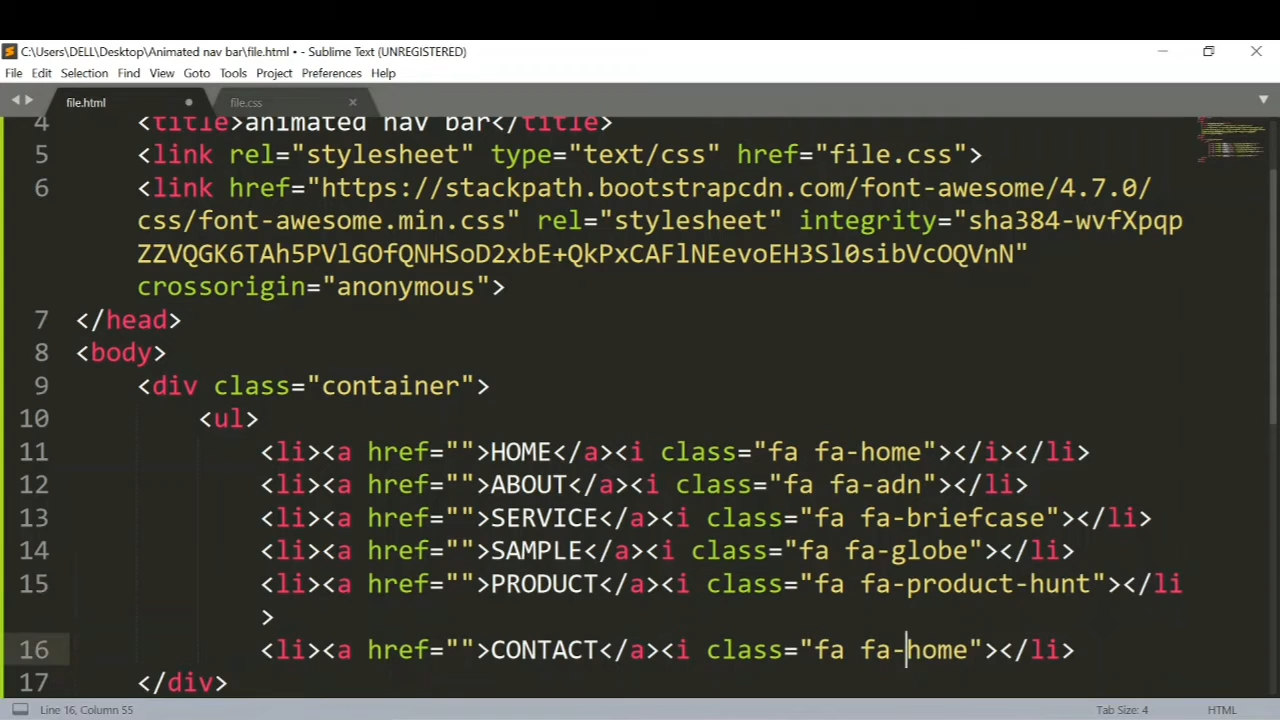 C:\Users\DELL\Desktop\Animated nav bar\file.html • - Sublime Text (UNREGISTERED)
File Edit Selection Find View Goto Tools Project Preferences Help
file.html file.css
4 <title>animated nav bar</title>
5 <link rel="stylesheet" type="text/css" href="file.css">
6 <link href="https://stackpath.bootstrapcdn.com/font-awesome/4.7.0/
css/font-awesome.min.css" rel="stylesheet" integrity="sha384-wvfXpqp
ZZVQGK6TAh5PVlGOfQNHSoD2xbE+QkPxCAFlNEevoEH3Sl0sibVcOQVnN"
crossorigin="anonymous">
7 </head>
8 <body>
9 <div class="container">
10 <ul>
11 <li><a href="">HOME</a><i class="fa fa-home"></i></li>
12 <li><a href="">ABOUT</a><i class="fa fa-adn"></li>
13 <li><a href="">SERVICE</a><i class="fa fa-briefcase"></li>
14 <li><a href="">SAMPLE</a><i class="fa fa-globe"></li>
15 <li><a href="">PRODUCT</a><i class="fa fa-product-hunt"></li
>
16 <li><a href="">CONTACT</a><i class="fa fa-home"></li>
17 </div>
Line 16, Column 55 Tab Size: 4 HTML